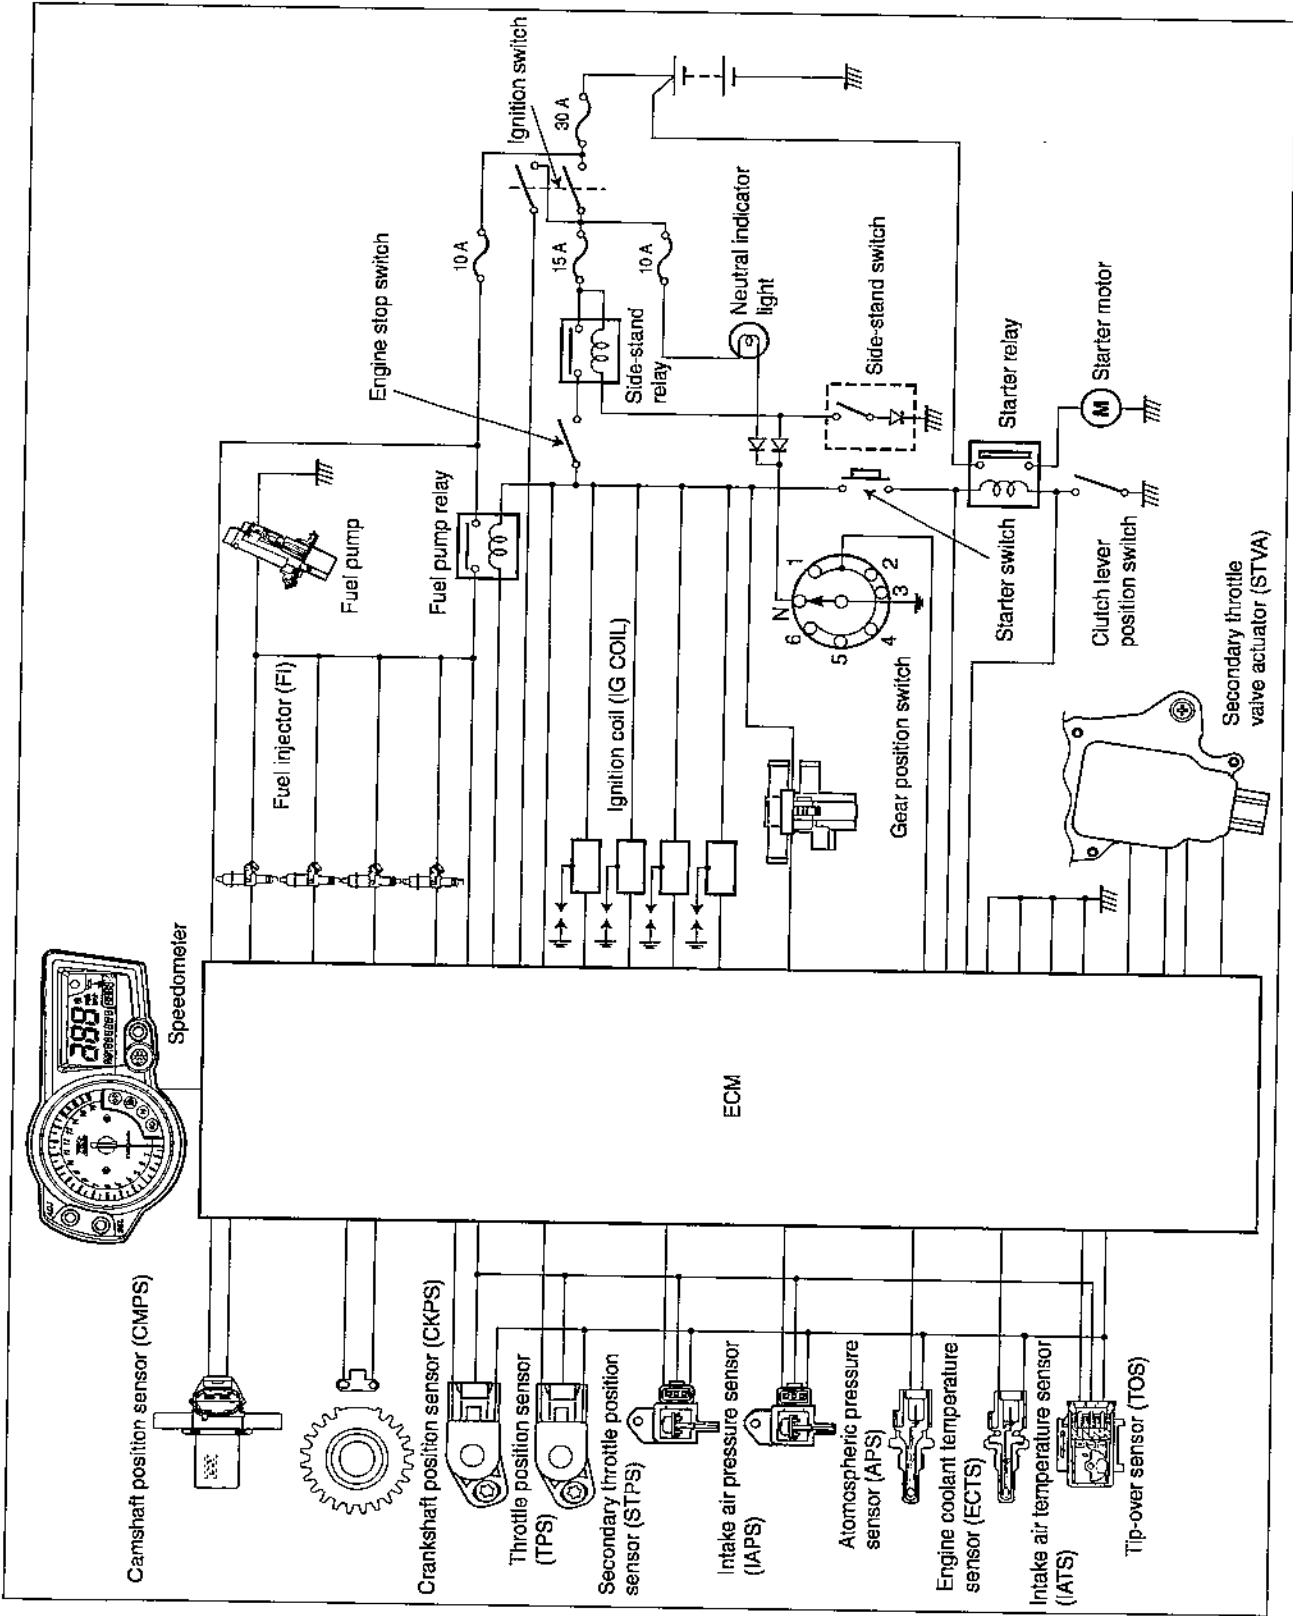 Ignition switch
30 A
10 A
15 A
10 A
Engine stop switch
Side-stand
relay
Neutral indicator
light
Side-stand switch
Fuel pump
Fuel pump relay
Starter relay
Starter motor
M
Fuel injector (FI)
Ignition coil (IG COIL)
N
1
2
3
4
5
6
Gear position switch
Starter switch
Clutch lever
position switch
Secondary throttle
valve actuator (STVA)
Speedometer
ECM
Camshaft position sensor (CMPS)
Crankshaft position sensor (CKPS)
Throttle position sensor
(TPS)
Secondary throttle position
sensor (STPS)
Intake air pressure sensor
(IAPS)
Atomospheric pressure
sensor (APS)
Engine coolant temperature
sensor (ECTS)
Intake air temperature sensor
(IATS)
Tip-over sensor (TOS)